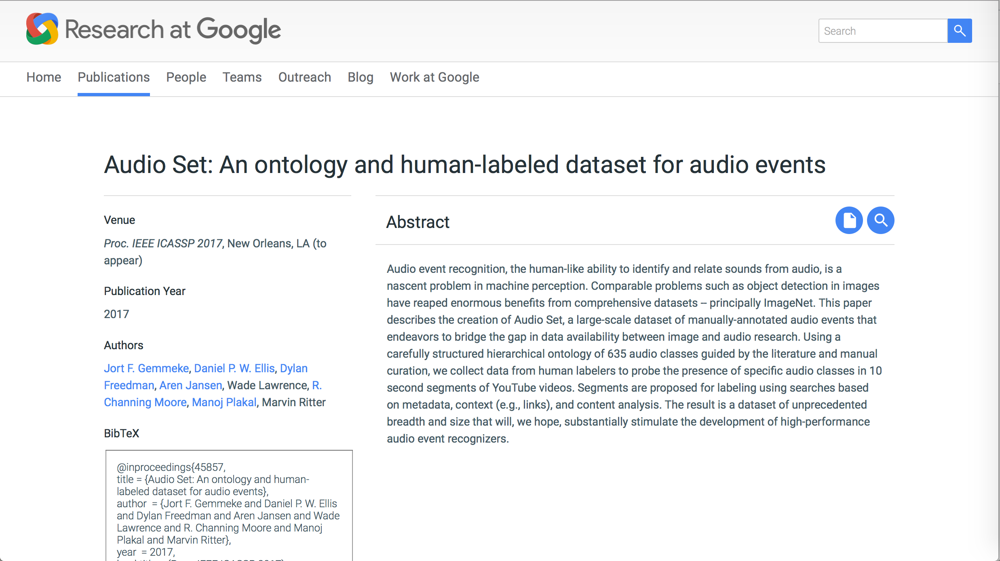 Research at Google
Search
Home Publications People Teams Outreach Blog Work at Google
Audio Set: An ontology and human-labeled dataset for audio events
Venue
Proc. IEEE ICASSP 2017, New Orleans, LA (to
appear)
Publication Year
2017
Authors
Jort F. Gemmeke, Daniel P. W. Ellis, Dylan
Freedman, Aren Jansen, Wade Lawrence, R.
Channing Moore, Manoj Plakal, Marvin Ritter
BibTeX
@inproceedings{45857,
title = {Audio Set: An ontology and human-
labeled dataset for audio events},
author  = {Jort F. Gemmeke and Daniel P. W. Ellis
and Dylan Freedman and Aren Jansen and Wade
Lawrence and R. Channing Moore and Manoj
Plakal and Marvin Ritter},
year  = 2017,
Abstract
Audio event recognition, the human-like ability to identify and relate sounds from audio, is a
nascent problem in machine perception. Comparable problems such as object detection in images
have reaped enormous benefits from comprehensive datasets -- principally ImageNet. This paper
describes the creation of Audio Set, a large-scale dataset of manually-annotated audio events that
endeavors to bridge the gap in data availability between image and audio research. Using a
carefully structured hierarchical ontology of 635 audio classes guided by the literature and manual
curation, we collect data from human labelers to probe the presence of specific audio classes in 10
second segments of YouTube videos. Segments are proposed for labeling using searches based
on metadata, context (e.g., links), and content analysis. The result is a dataset of unprecedented
breadth and size that will, we hope, substantially stimulate the development of high-performance
audio event recognizers.